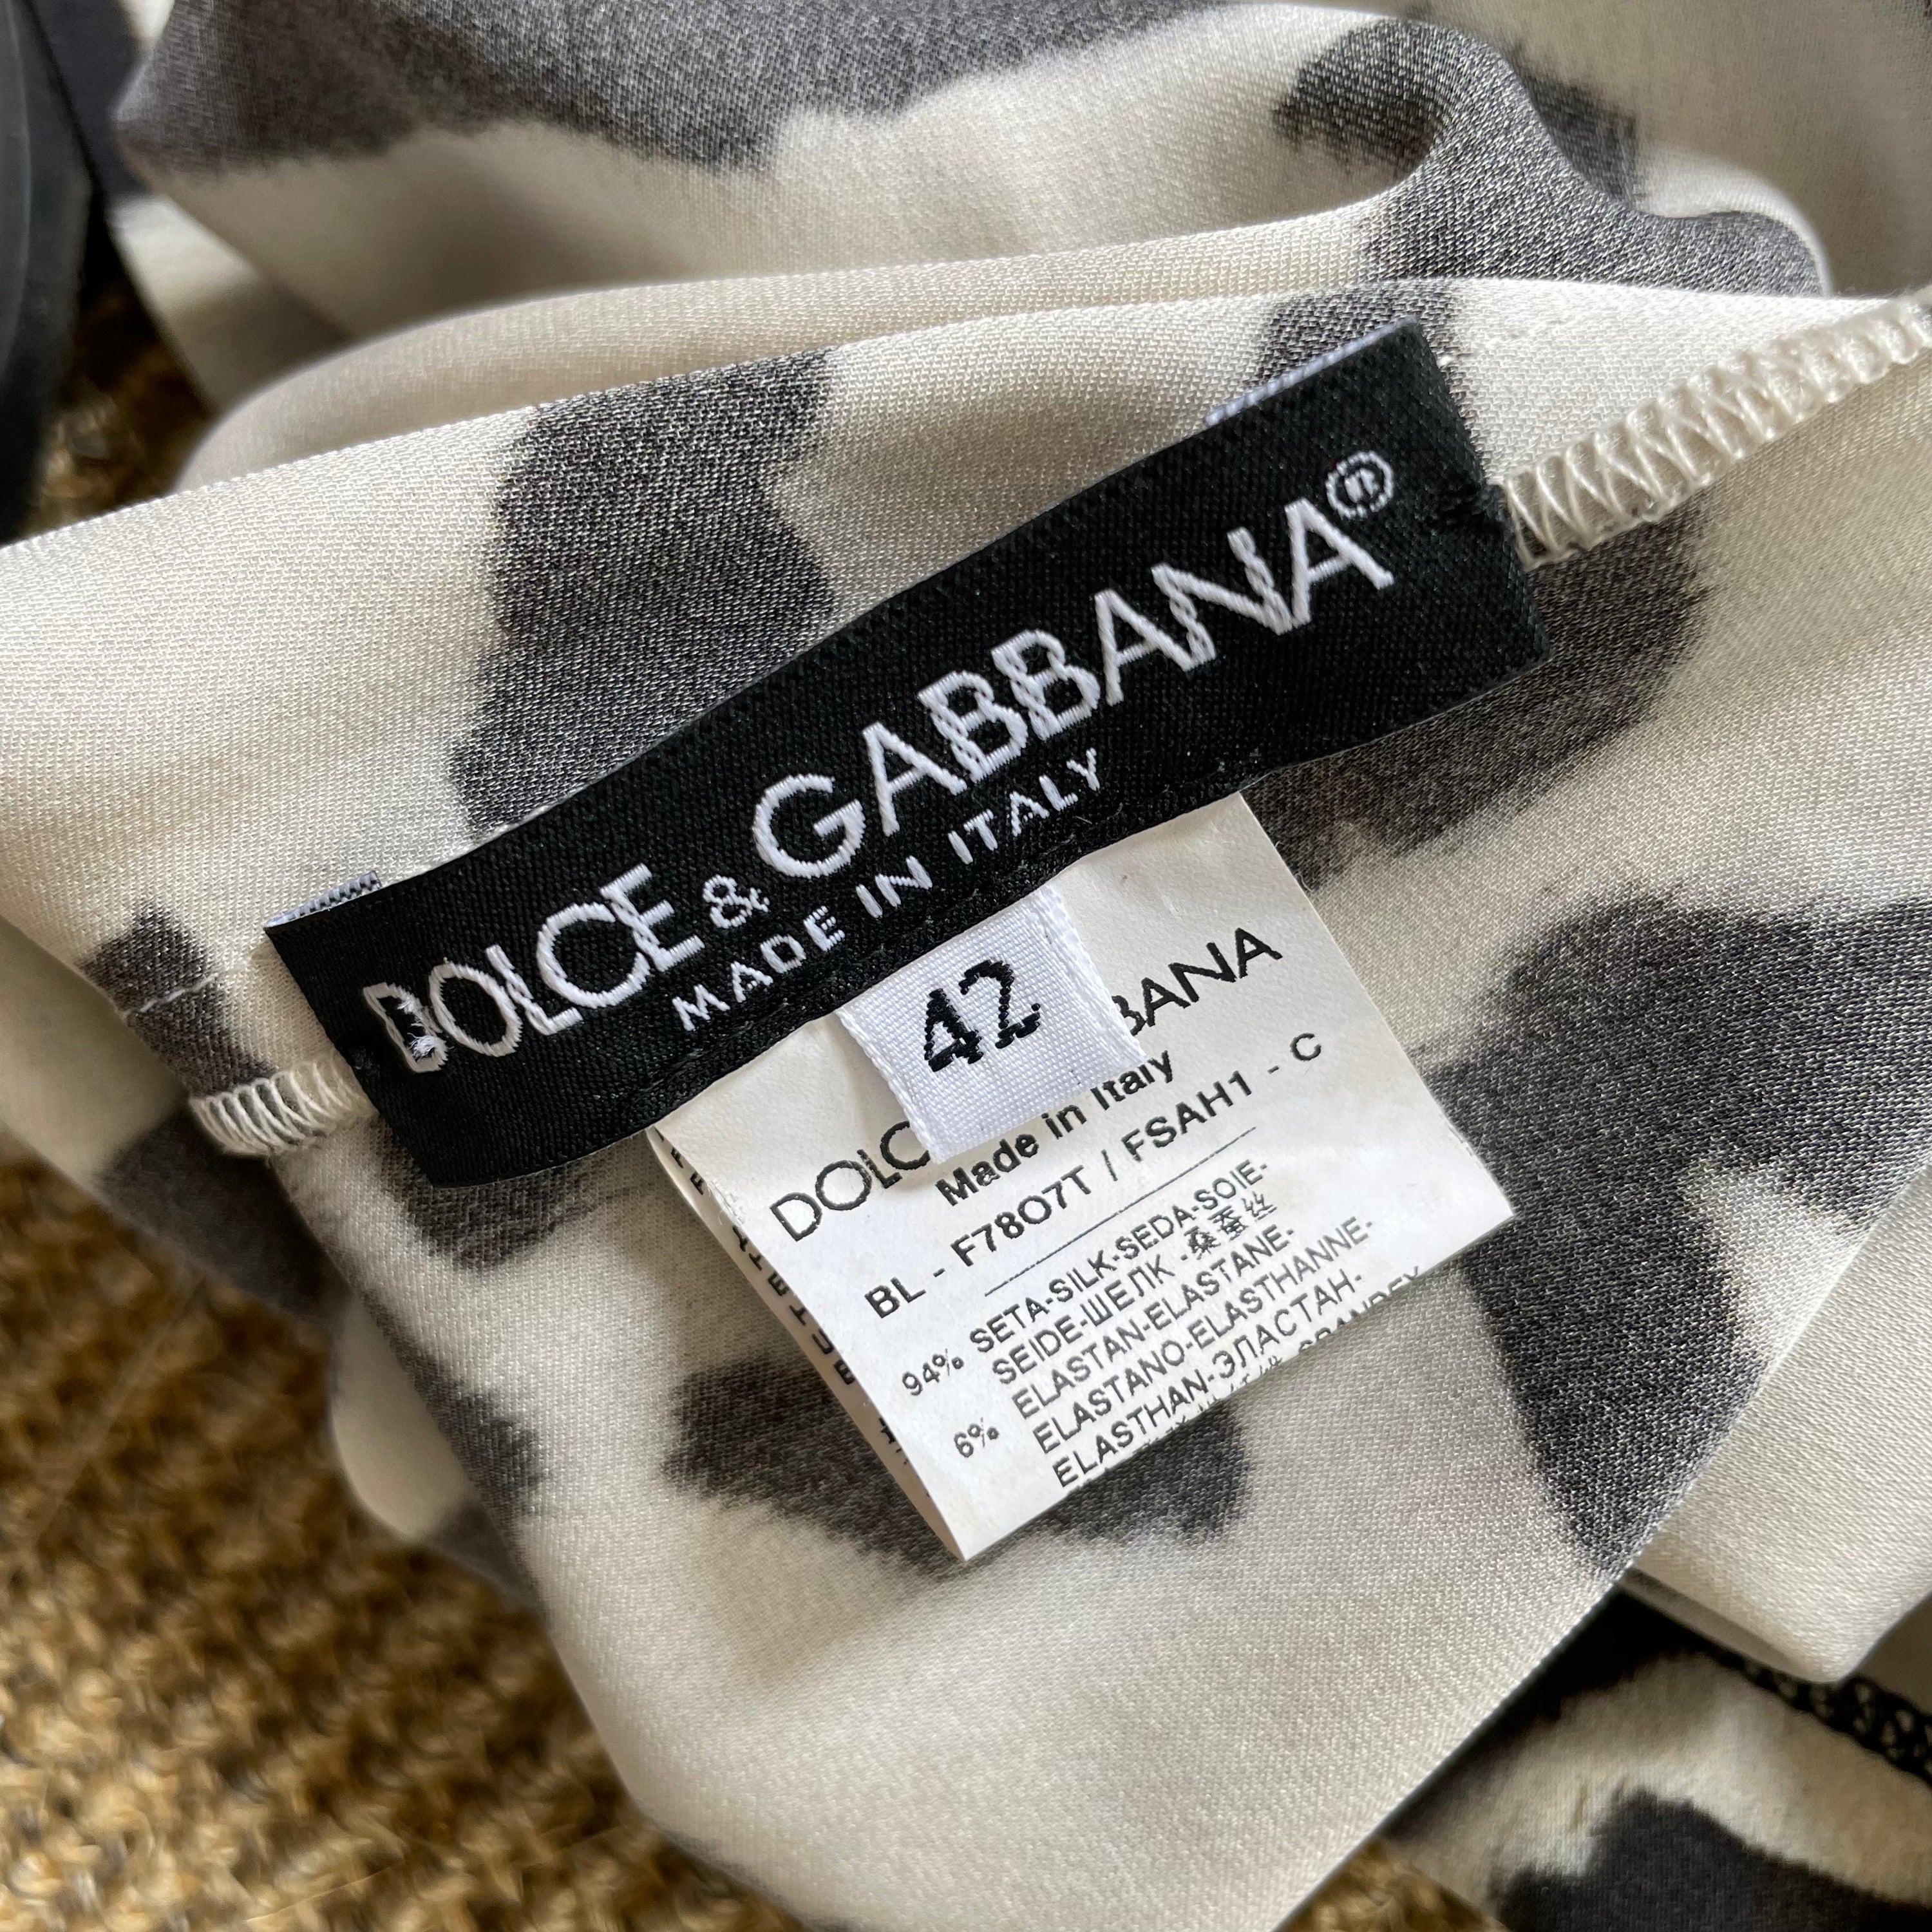 DOLCE & GABBANA®
MADE IN ITALY
42
DOLC BANA
Made in Italy
BL - F78O7T / FSAH1 - C
94% SETA-SILK-SEDA-SOIE-
SEIDE-ШЕЛК -桑蚕丝
6% ELASTAN-ELASTANE-
ELASTANO-ELASTHANNE-
ELASTHAN-ЭЛАСТАН-